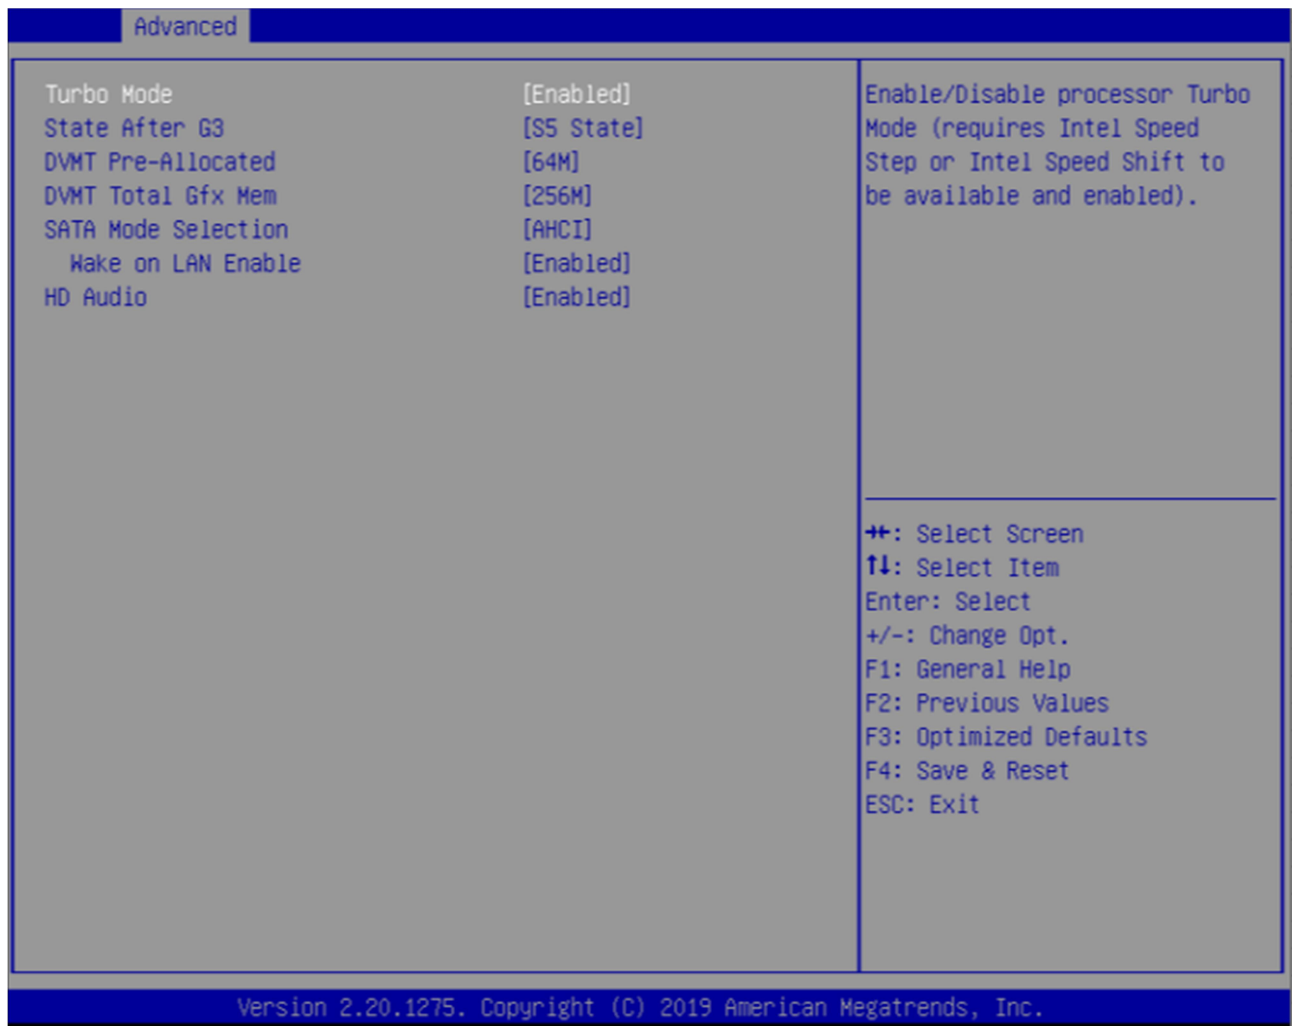 Advanced
Turbo Mode [Enabled]
State After G3 [S5 State]
DVMT Pre-Allocated [64M]
DVMT Total Gfx Mem [256M]
SATA Mode Selection [AHCI]
Wake on LAN Enable [Enabled]
HD Audio [Enabled]
Enable/Disable processor Turbo
Mode (requires Intel Speed
Step or Intel Speed Shift to
be available and enabled).
→←: Select Screen
↑↓: Select Item
Enter: Select
+/-: Change Opt.
F1: General Help
F2: Previous Values
F3: Optimized Defaults
F4: Save & Reset
ESC: Exit
Version 2.20.1275. Copyright (C) 2019 American Megatrends, Inc.